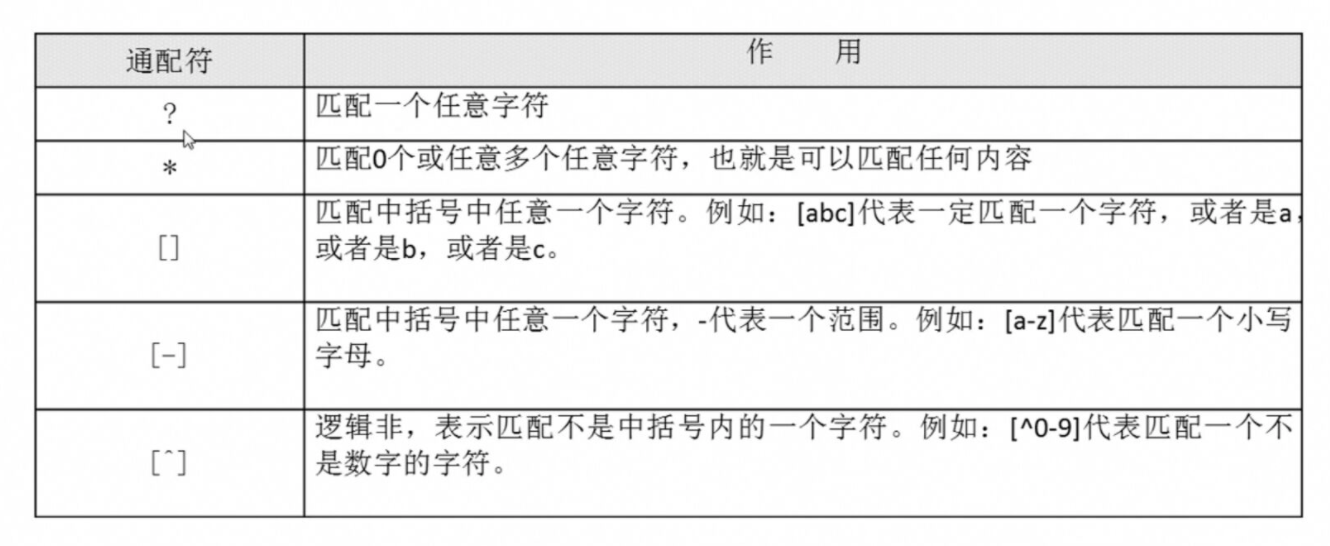 通配符
作 用
?
匹配一个任意字符
*
匹配0个或任意多个任意字符，也就是可以匹配任何内容
[]
匹配中括号中任意一个字符。例如：[abc]代表一定匹配一个字符，或者是a，
或者是b，或者是c。
[-]
匹配中括号中任意一个字符，-代表一个范围。例如：[a-z]代表匹配一个小写
字母。
[^]
逻辑非，表示匹配不是中括号内的一个字符。例如：[^0-9]代表匹配一个不
是数字的字符。